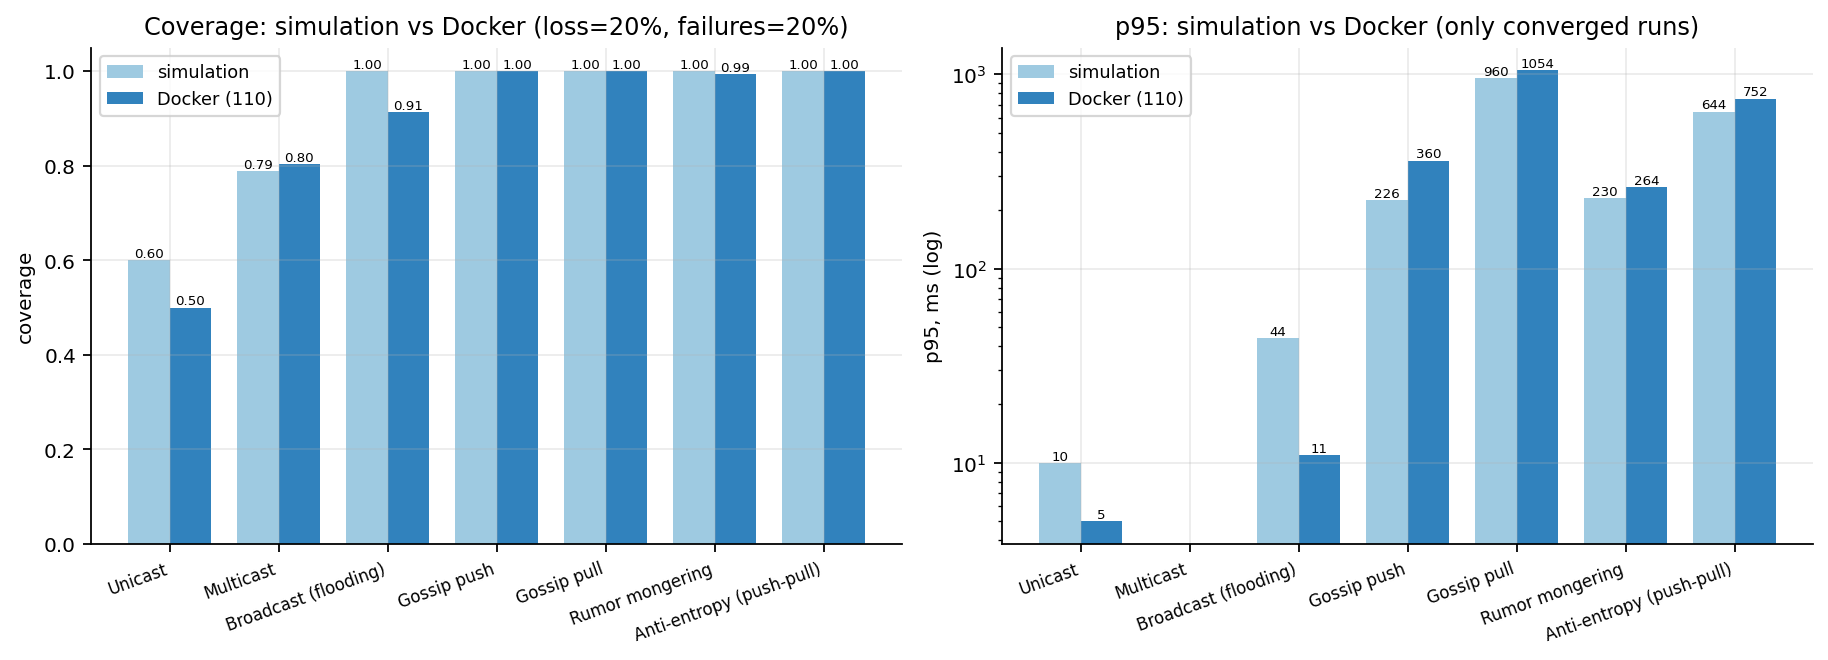 Coverage: simulation vs Docker (loss=20%, failures=20%)
simulation
Docker (110)
coverage
1.0
0.8
0.6
0.4
0.2
0.0
0.60
0.50
0.79
0.80
1.00
0.91
1.00
1.00
1.00
1.00
1.00
0.99
1.00
1.00
Unicast
Multicast
Broadcast (flooding)
Gossip push
Gossip pull
Rumor mongering
Anti-entropy (push-pull)
p95: simulation vs Docker (only converged runs)
simulation
Docker (110)
p95, ms (log)
10³
10²
10¹
10
5
44
11
226
360
960
1054
230
264
644
752
Unicast
Multicast
Broadcast (flooding)
Gossip push
Gossip pull
Rumor mongering
Anti-entropy (push-pull)